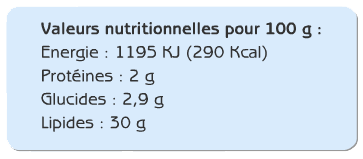 Valeurs nutritionnelles pour 100 g :
Energie : 1195 KJ (290 Kcal)
Protéines : 2 g
Glucides : 2,9 g
Lipides : 30 g